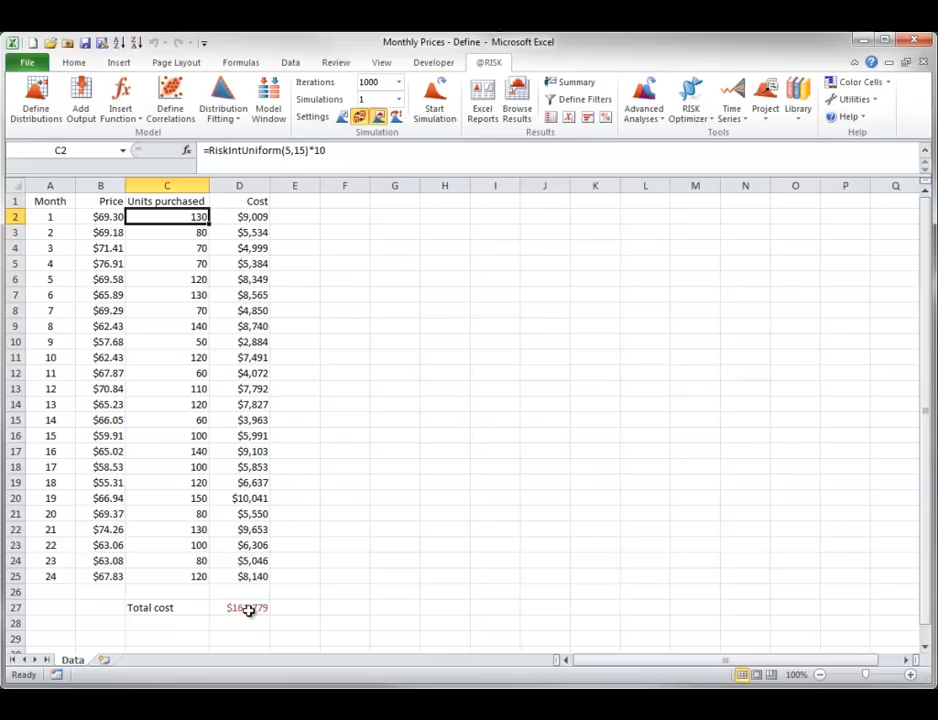 Monthly Prices - Define - Microsoft Excel
File Home Insert Page Layout Formulas Data Review View Developer @RISK
Define Distributions
Add Output
Insert Function
Define Correlations
Distribution Fitting
Model Window
Model
Iterations 1000
Simulations 1
Settings
Start Simulation
Simulation
Excel Reports
Browse Results
Summary
Define Filters
Results
Advanced Analyses
RISK Optimizer
Time Series
Project
Library
Tools
Color Cells
Utilities
Help
Help
C2 fx =RiskIntUniform(5,15)*10
A B C D E F G H I J K L M N O P Q
1 Month Price Units purchased Cost
2 1 $69.30 130 $9,009
3 2 $69.18 80 $5,534
4 3 $71.41 70 $4,999
5 4 $76.91 70 $5,384
6 5 $69.58 120 $8,349
7 6 $65.89 130 $8,565
8 7 $69.29 70 $4,850
9 8 $62.43 140 $8,740
10 9 $57.68 50 $2,884
11 10 $62.43 120 $7,491
12 11 $67.87 60 $4,072
13 12 $70.84 110 $7,792
14 13 $65.23 120 $7,827
15 14 $66.05 60 $3,963
16 15 $59.91 100 $5,991
17 16 $65.02 140 $9,103
18 17 $58.53 100 $5,853
19 18 $55.31 120 $6,637
20 19 $66.94 150 $10,041
21 20 $69.37 80 $5,550
22 21 $74.26 130 $9,653
23 22 $63.06 100 $6,306
24 23 $63.08 80 $5,046
25 24 $67.83 120 $8,140
26
27 Total cost
28
29
Data
Ready 100%